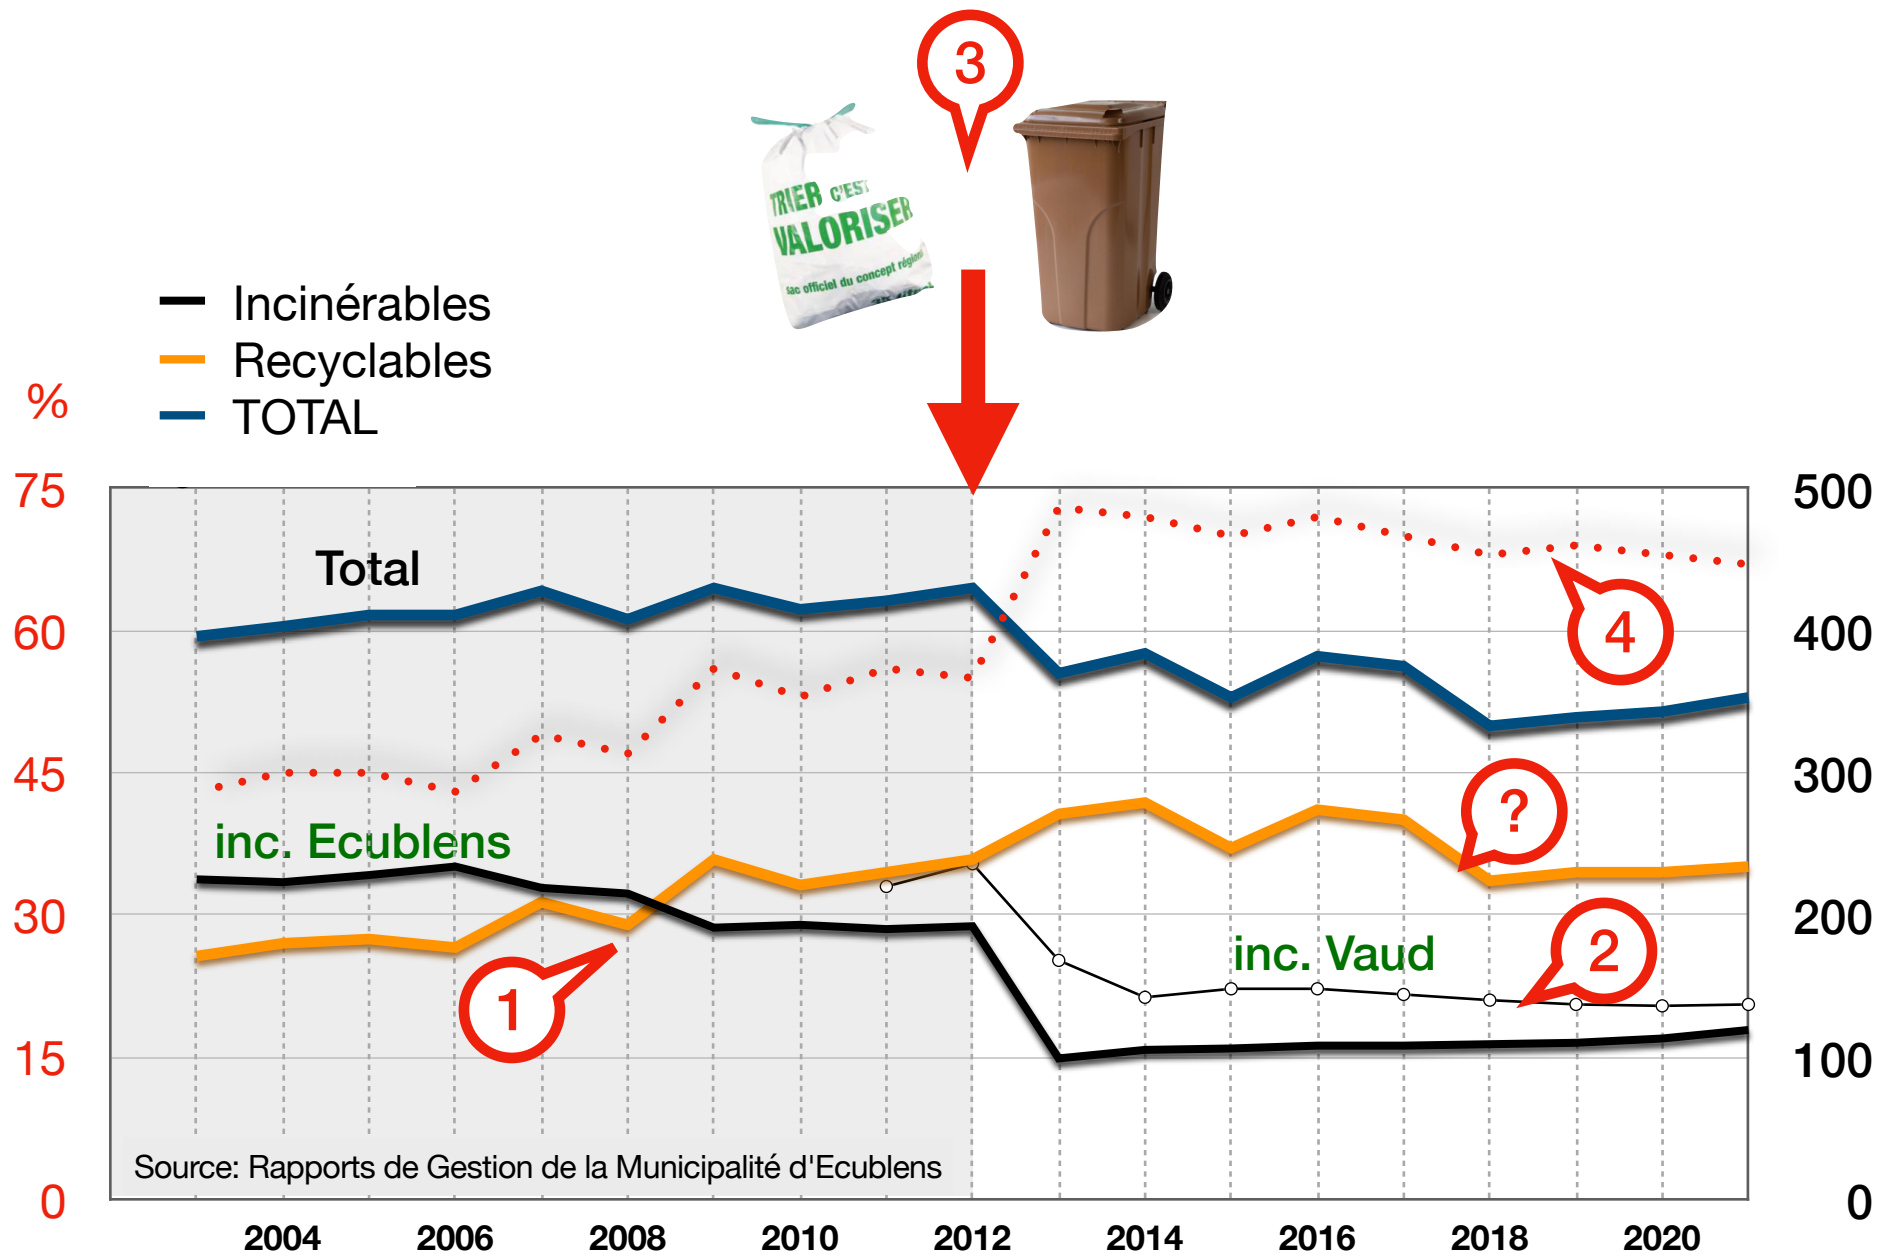 3
TRIER C'EST
VALORISER
sac officiel du concept régional
Incinérables
Recyclables
TOTAL
%
75
500
Total
60
4
400
45
300
?
inc. Ecublens
30
200
inc. Vaud
2
1
15
100
Source: Rapports de Gestion de la Municipalité d'Ecublens
0
0
2004 2006 2008 2010 2012 2014 2016 2018 2020